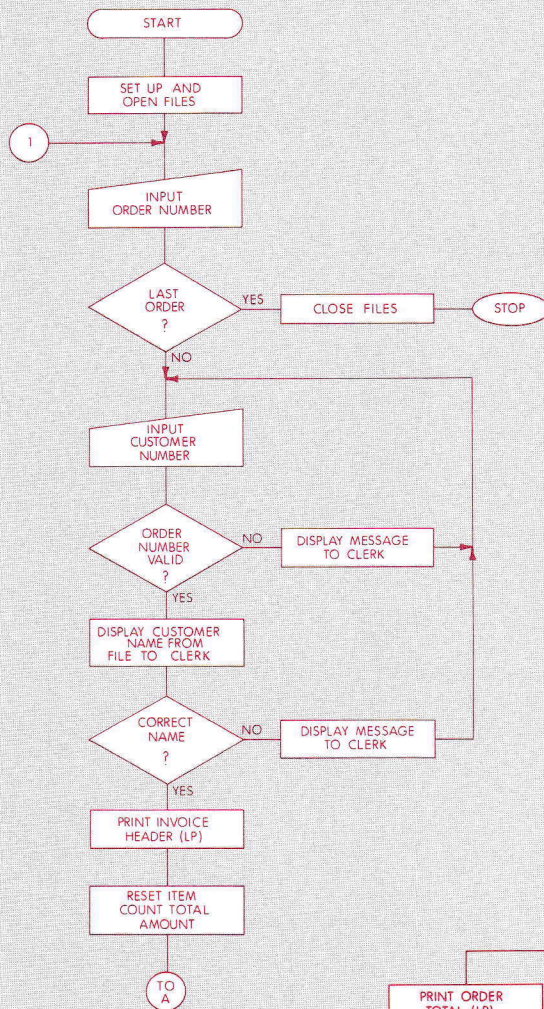 START
SET UP AND
OPEN FILES
1
INPUT
ORDER NUMBER
LAST
ORDER
?
YES
CLOSE FILES
STOP
NO
INPUT
CUSTOMER
NUMBER
ORDER
NUMBER
VALID
?
NO
DISPLAY MESSAGE
TO CLERK
YES
DISPLAY CUSTOMER
NAME FROM
FILE TO CLERK
CORRECT
NAME
?
NO
DISPLAY MESSAGE
TO CLERK
YES
PRINT INVOICE
HEADER (LP)
RESET ITEM
COUNT TOTAL
AMOUNT
TO
A
PRINT ORDER
TOTAL (LP)